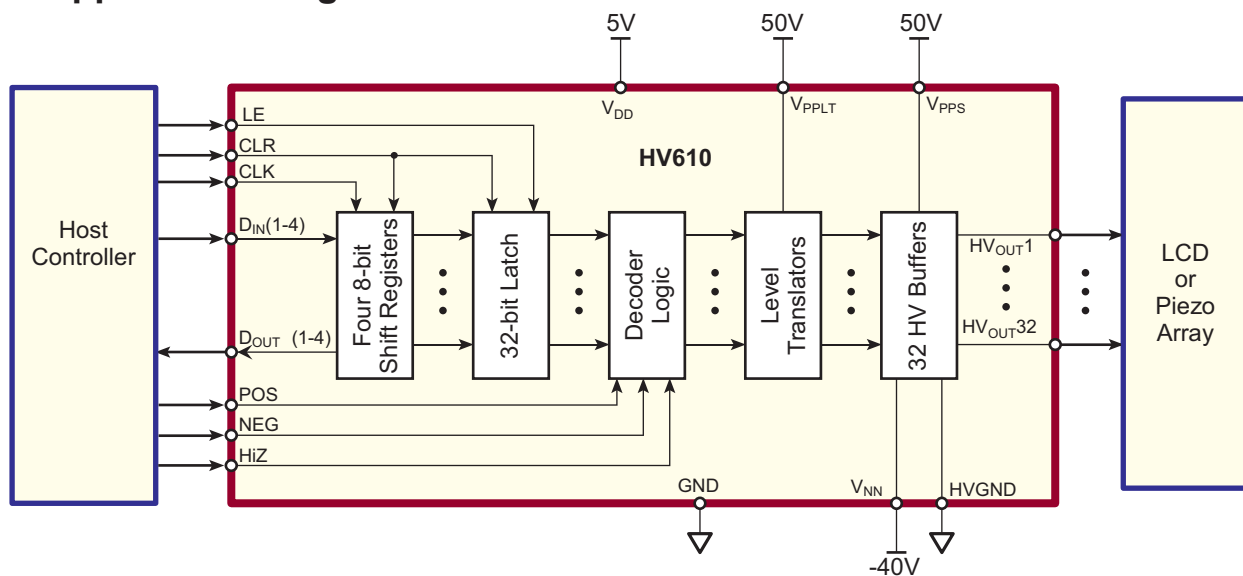 5V
50V
50V
VDD
VPPLT
VPPS
HV610
Host
Controller
LE
CLR
CLK
DIN(1-4)
DOUT (1-4)
POS
NEG
HiZ
Four 8-bit
Shift Registers
32-bit Latch
Decoder
Logic
Level
Translators
32 HV Buffers
HVOUT1
HVOUT32
LCD
or
Piezo
Array
GND
VNN
HVGND
-40V